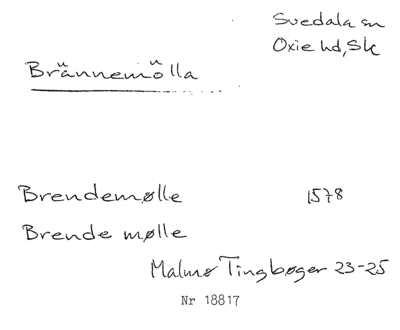 Svedala sn
Oxie hd, Sk
Brännemölla
Brendemølle 1578
Brende mølle
Malmø Tingbøger 23-25
Nr 18817